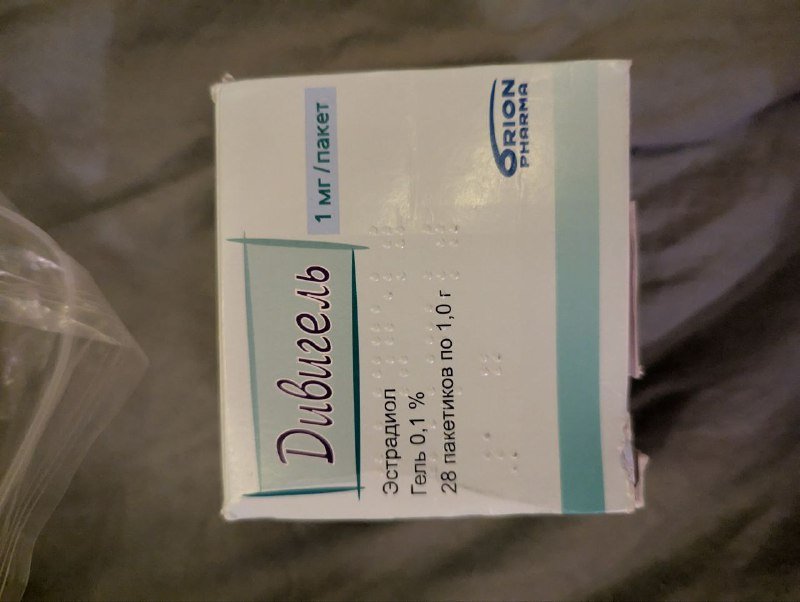 Дивигель
1 мг/пакет
Эстрадиол
Гель 0,1 %
28 пакетиков по 1,0 г
ORION
PHARMA